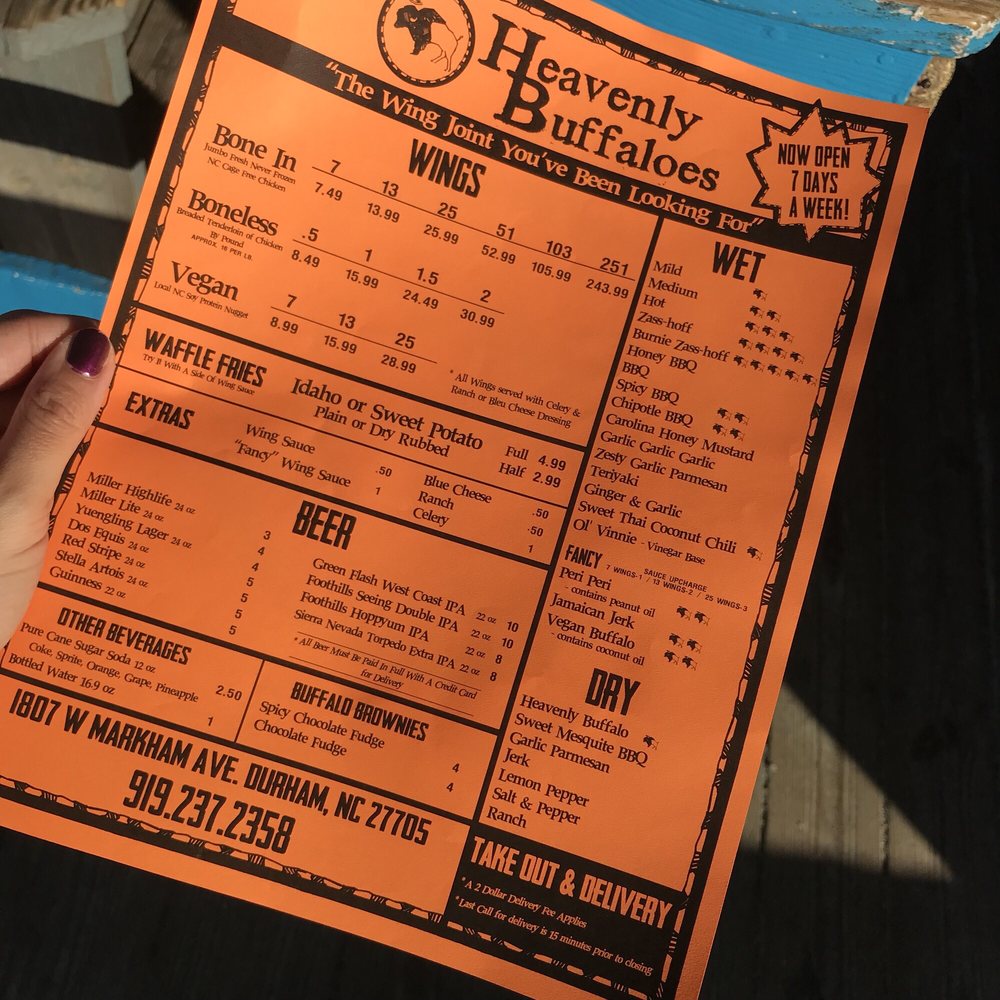 Heavenly
Buffaloes
"The Wing Joint You've Been Looking For"
NOW OPEN
7 DAYS
A WEEK!
WINGS
Bone In
Jumbo Fresh Never Frozen
NC Cage Free Chicken
7 13 25 51 103 251
7.49 13.99 25.99 52.99 105.99 243.99
Boneless
Breaded Tenderloin of Chicken
By Pound
APPROX. 16 PER LB.
.5 1 1.5 2
8.49 15.99 24.49 30.99
Vegan
Local NC Soy Protein Nugget
7 13 25
8.99 15.99 28.99
* All Wings served with Celery &
Ranch or Bleu Cheese Dressing
WAFFLE FRIES
Try It With A Side Of Wing Sauce
Idaho or Sweet Potato
Plain or Dry Rubbed
Full 4.99
Half 2.99
EXTRAS
Wing Sauce .50
"Fancy" Wing Sauce 1
Blue Cheese .50
Ranch .50
Celery 1
BEER
Miller Highlife 24 oz 3
Miller Lite 24 oz 4
Yuengling Lager 24 oz 4
Dos Equis 24 oz 5
Red Stripe 24 oz 5
Stella Artois 24 oz 5
Guinness 22 oz 5
Green Flash West Coast IPA 22 oz 10
Foothills Seeing Double IPA 22 oz 10
Foothills Hoppyum IPA 22 oz 8
Sierra Nevada Torpedo Extra IPA 22 oz 8
* All Beer Must Be Paid In Full With A Credit Card
for Delivery
OTHER BEVERAGES
Pure Cane Sugar Soda 12 oz 2.50
Coke, Sprite, Orange, Grape, Pineapple
Bottled Water 16.9 oz 1
BUFFALO BROWNIES
Spicy Chocolate Fudge 4
Chocolate Fudge 4
1807 W MARKHAM AVE. DURHAM, NC 27705
919.237.2358
WET
Mild
Medium
Hot
Zass-hoff
Burnie Zass-hoff
Honey BBQ
BBQ
Spicy BBQ
Chipotle BBQ
Carolina Honey Mustard
Garlic Garlic Garlic
Zesty Garlic Parmesan
Teriyaki
Ginger & Garlic
Sweet Thai Coconut Chili
Ol' Vinnie - Vinegar Base
FANCY SAUCE UPCHARGE
7 WINGS-1 / 13 WINGS-2 / 25 WINGS-3
Peri Peri
- contains peanut oil
Jamaican Jerk
Vegan Buffalo
- contains coconut oil
DRY
Heavenly Buffalo
Sweet Mesquite BBQ
Garlic Parmesan
Jerk
Lemon Pepper
Salt & Pepper
Ranch
TAKE OUT & DELIVERY
*A 2 Dollar Delivery Fee Applies
*Last Call for delivery is 15 minutes prior to closing